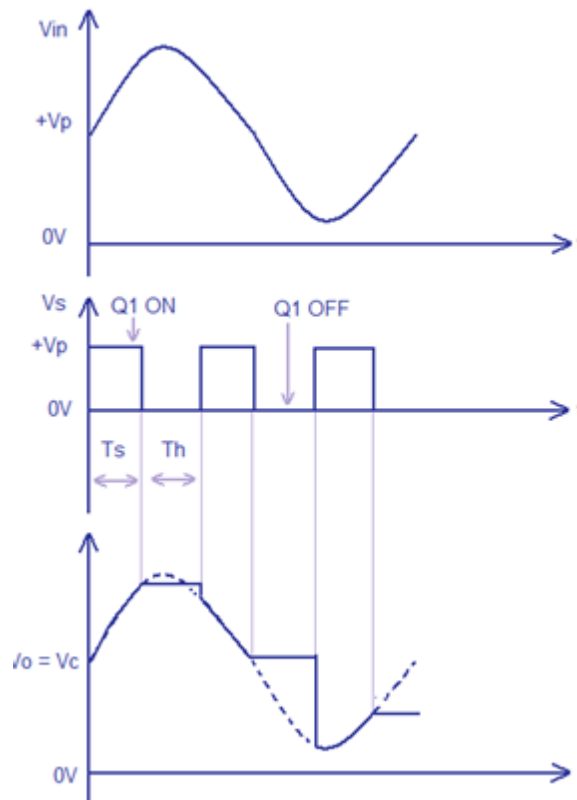 Vin
+Vp
0V
Vs
Q1 ON
Q1 OFF
+Vp
0V
Ts
Th
Vo = Vc
0V